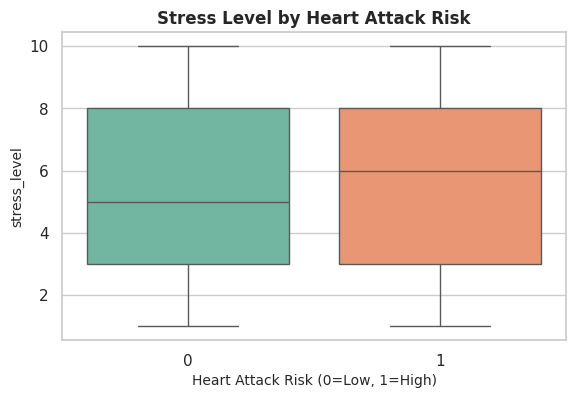 Stress Level by Heart Attack Risk
stress_level
10
8
6
4
2
0 1
Heart Attack Risk (0=Low, 1=High)